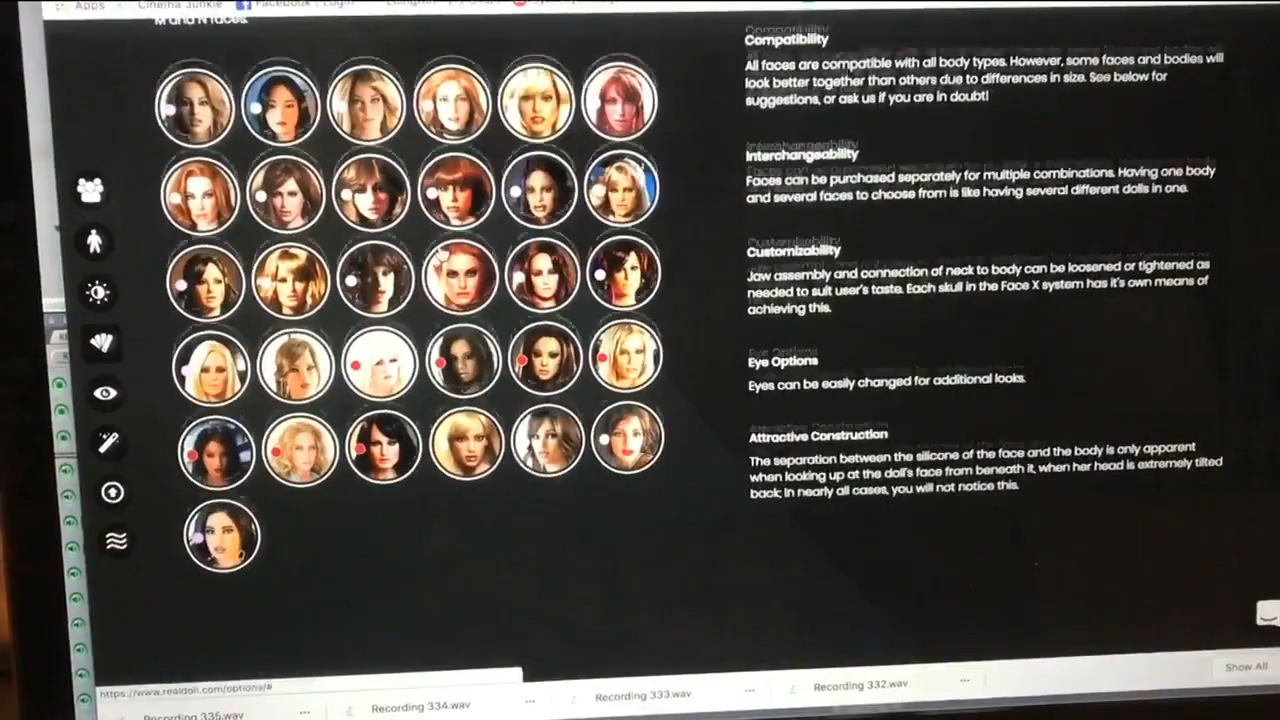 Apps
Cinema Junkie
Facebook | Login
M and N faces.
Compatibility
All faces are compatible with all body types. However, some faces and bodies will
look better together than others due to differences in size. See below for
suggestions, or ask us if you are in doubt!
Interchangeability
Faces can be purchased separately for multiple combinations. Having one body
and several faces to choose from is like having several different dolls in one.
Customizability
Jaw assembly and connection of neck to body can be loosened or tightened as
needed to suit user's taste. Each skull in the Face X system has it's own means of
achieving this.
Eye Options
Eyes can be easily changed for additional looks.
Attractive Construction
The separation between the silicone of the face and the body is only apparent
when looking up at the doll's face from beneath it, when her head is extremely tilted
back; In nearly all cases, you will not notice this.
https://www.realdoll.com/options/#
Show All
Recording 335.wav
Recording 334.wav
Recording 333.wav
Recording 332.wav